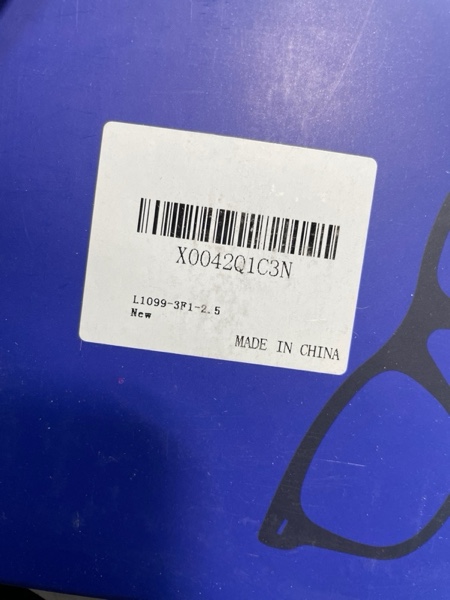 X0042Q1C3N
L1099-3F1-2.5
New
MADE IN CHINA